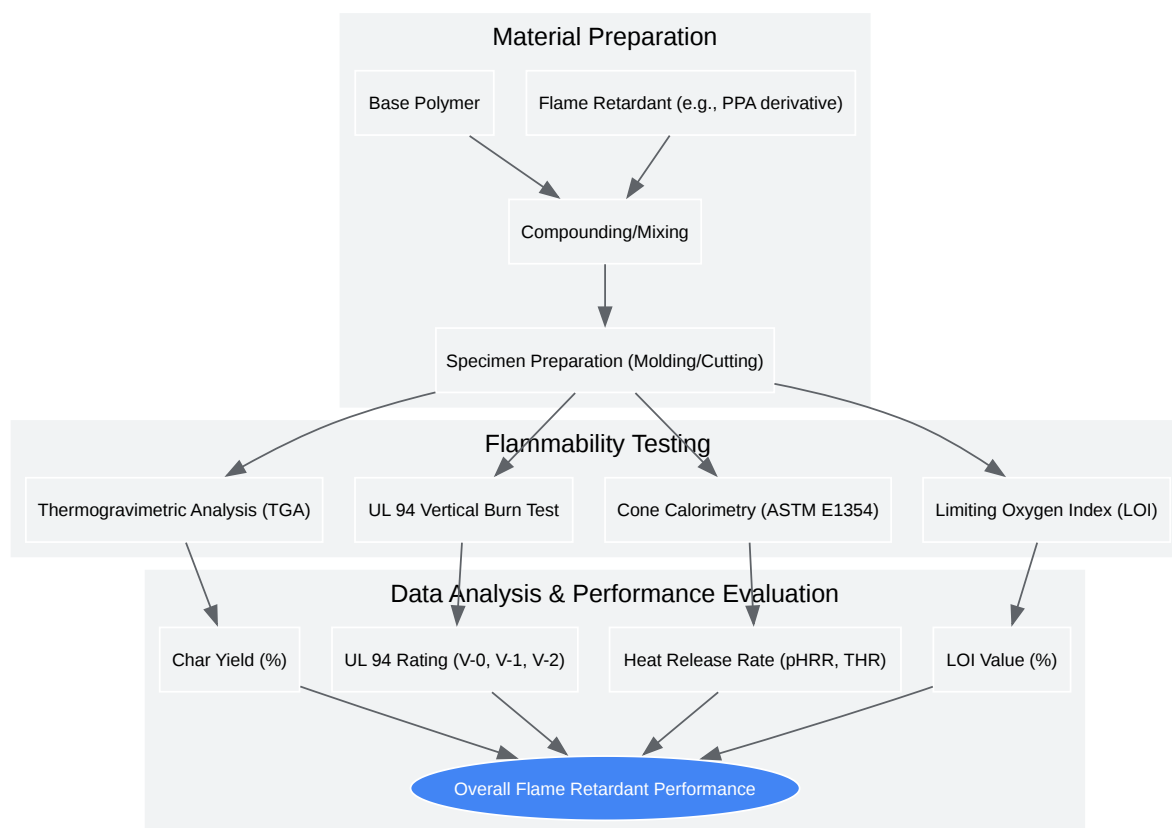 Material Preparation
Base Polymer
Flame Retardant (e.g., PPA derivative)
Compounding/Mixing
Specimen Preparation (Molding/Cutting)
Flammability Testing
Thermogravimetric Analysis (TGA)
UL 94 Vertical Burn Test
Cone Calorimetry (ASTM E1354)
Limiting Oxygen Index (LOI)
Data Analysis & Performance Evaluation
Char Yield (%)
UL 94 Rating (V-0, V-1, V-2)
Heat Release Rate (pHRR, THR)
LOI Value (%)
Overall Flame Retardant Performance